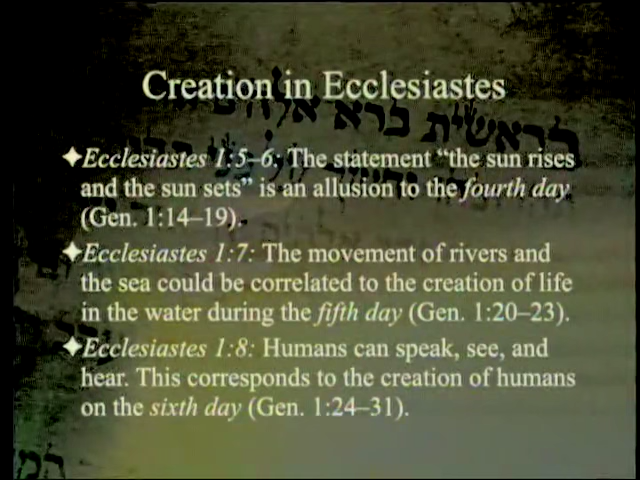 Creation in Ecclesiastes
בראשית ברא אלהים
✦Ecclesiastes 1:5–6: The statement “the sun rises
and the sun sets” is an allusion to the fourth day
(Gen. 1:14–19).
✦Ecclesiastes 1:7: The movement of rivers and
the sea could be correlated to the creation of life
in the water during the fifth day (Gen. 1:20–23).
✦Ecclesiastes 1:8: Humans can speak, see, and
hear. This corresponds to the creation of humans
on the sixth day (Gen. 1:24–31).